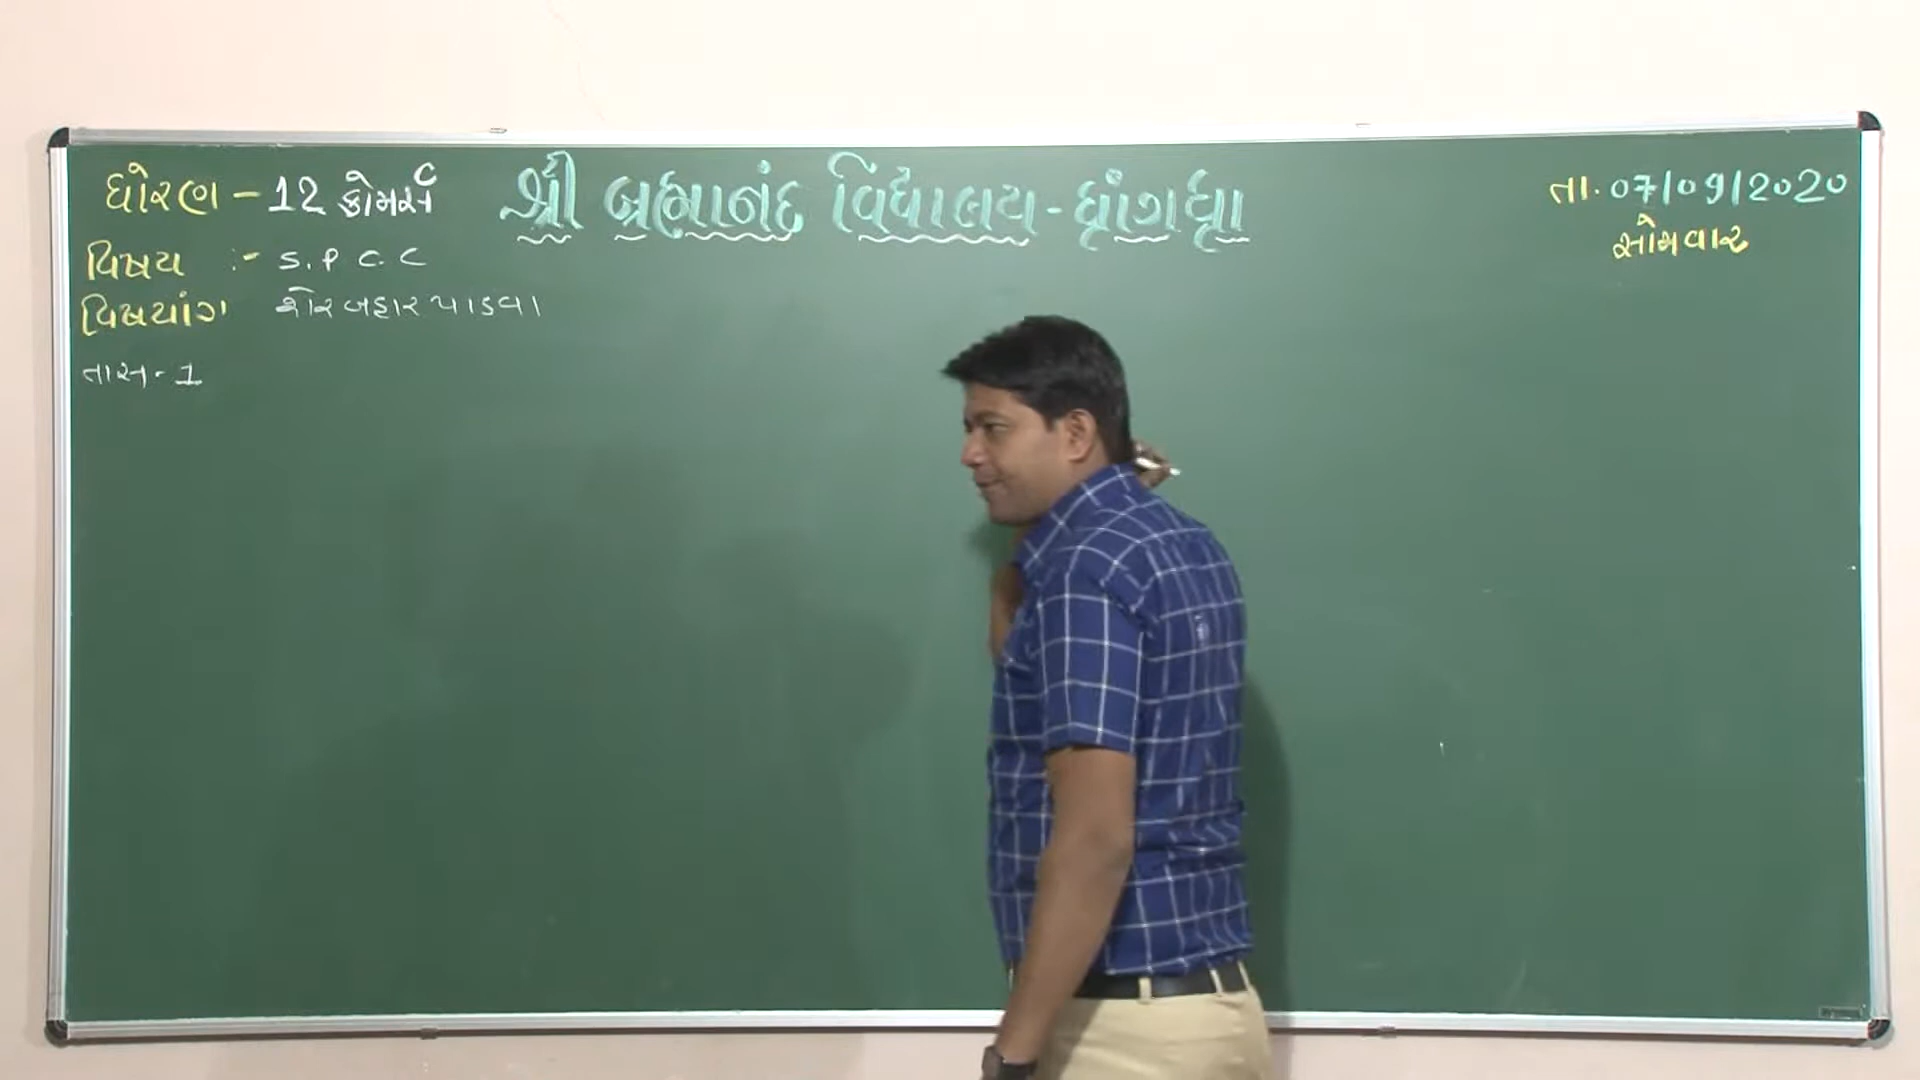 ધોરણ - 12 કોમર્સ
શ્રી બ્રહ્માનંદ વિદ્યાલય - ધ્રાંગધ્રા
તા. 07/09/2020
સોમવાર
વિષય :- S.P C.C
વિષયાંગ શેર બહાર પાડવા
તાસ - 1